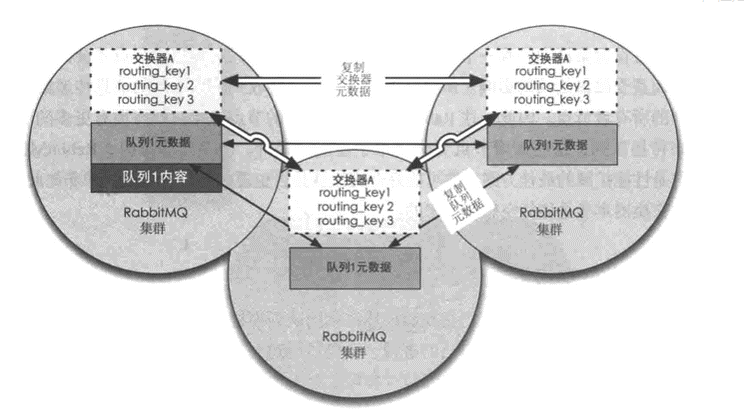 交换器A
routing_key1
routing_key 2
routing_key 3
队列1元数据
队列1内容
RabbitMQ
集群
复制
交换器
元数据
交换器A
routing_key1
routing_key 2
routing_key 3
队列1元数据
RabbitMQ
集群
交换器A
routing_key1
routing_key 2
routing_key 3
队列1元数据
RabbitMQ
集群
复制
队列
元数据